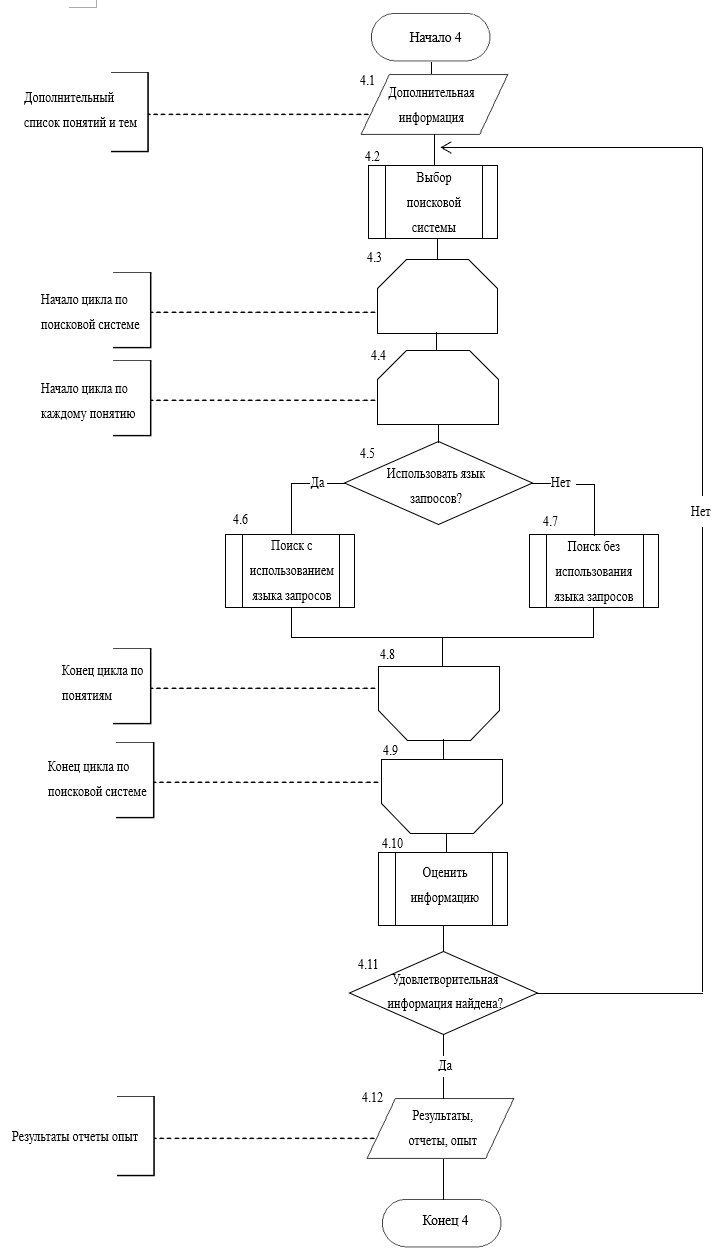 Начало 4
4.1
Дополнительная
информация
Дополнительный
список понятий и тем
4.2
Выбор
поисковой
системы
4.3
Начало цикла по
поисковой системе
4.4
Начало цикла по
каждому понятию
4.5
Использовать язык
запросов?
Да
Нет
Нет
4.6
Поиск с
использованием
языка запросов
4.7
Поиск без
использования
языка запросов
4.8
Конец цикла по
понятиям
4.9
Конец цикла по
поисковой системе
4.10
Оценить
информацию
4.11
Удовлетворительная
информация найдена?
Да
4.12
Результаты,
отчеты, опыт
Результаты отчеты опыт
Конец 4